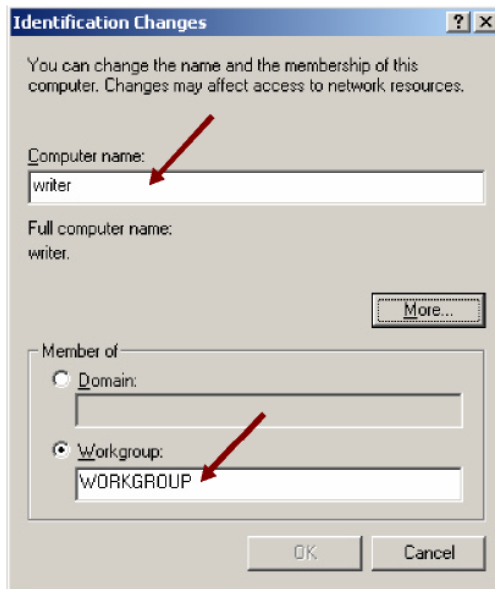 Identification Changes
You can change the name and the membership of this
computer. Changes may affect access to network resources.
Computer name:
writer
Full computer name:
writer.
More...
Member of
Domain:
Workgroup:
WORKGROUP
OK
Cancel